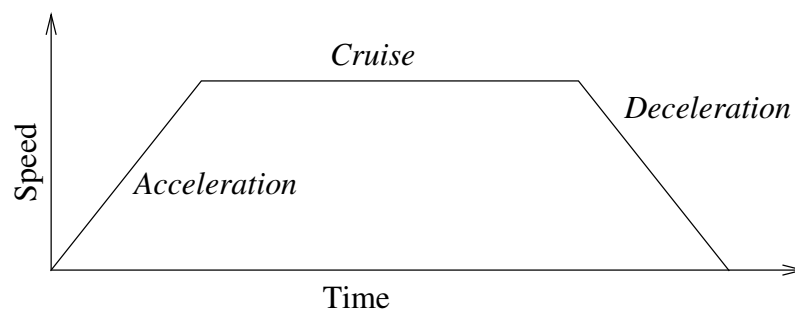 Cruise
Deceleration
Acceleration
Speed
Time